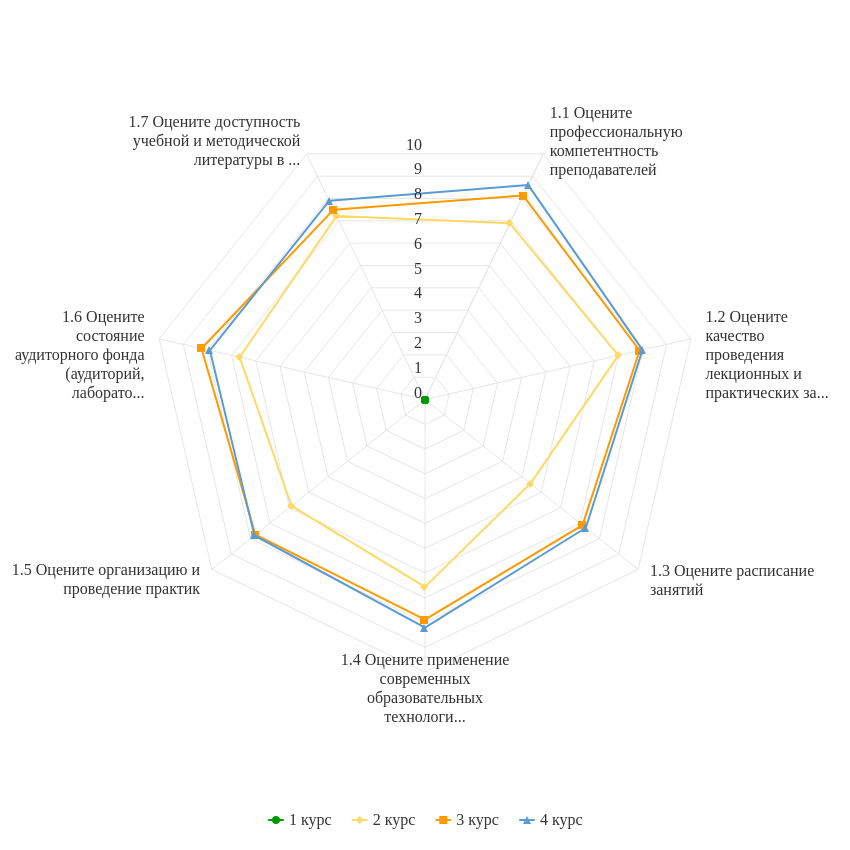 1.1 Оцените
профессиональную
компетентность
преподавателей
1.2 Оцените
качество
проведения
лекционных и
практических за...
1.3 Оцените расписание
занятий
1.4 Оцените применение
современных
образовательных
технологи...
1.5 Оцените организацию и
проведение практик
1.6 Оцените
состояние
аудиторного фонда
(аудиторий,
лаборато...
1.7 Оцените доступность
учебной и методической
литературы в ...
10
9
8
7
6
5
4
3
2
1
0
1 курс 2 курс 3 курс 4 курс